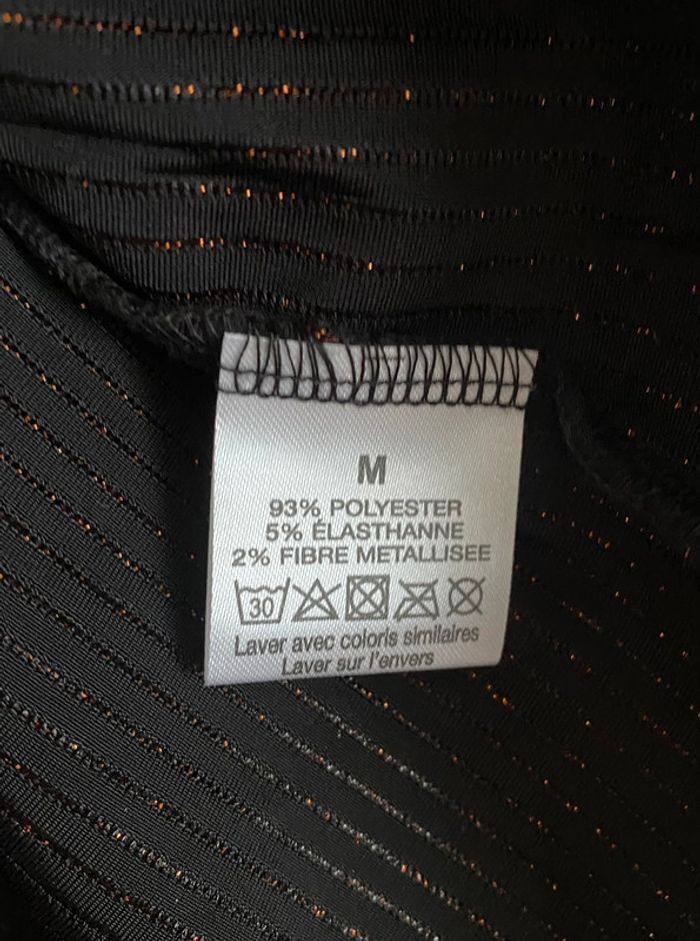 M
93% POLYESTER
5% ÉLASTHANNE
2% FIBRE METALLISEE
30
Laver avec coloris similaires
Laver sur l'envers